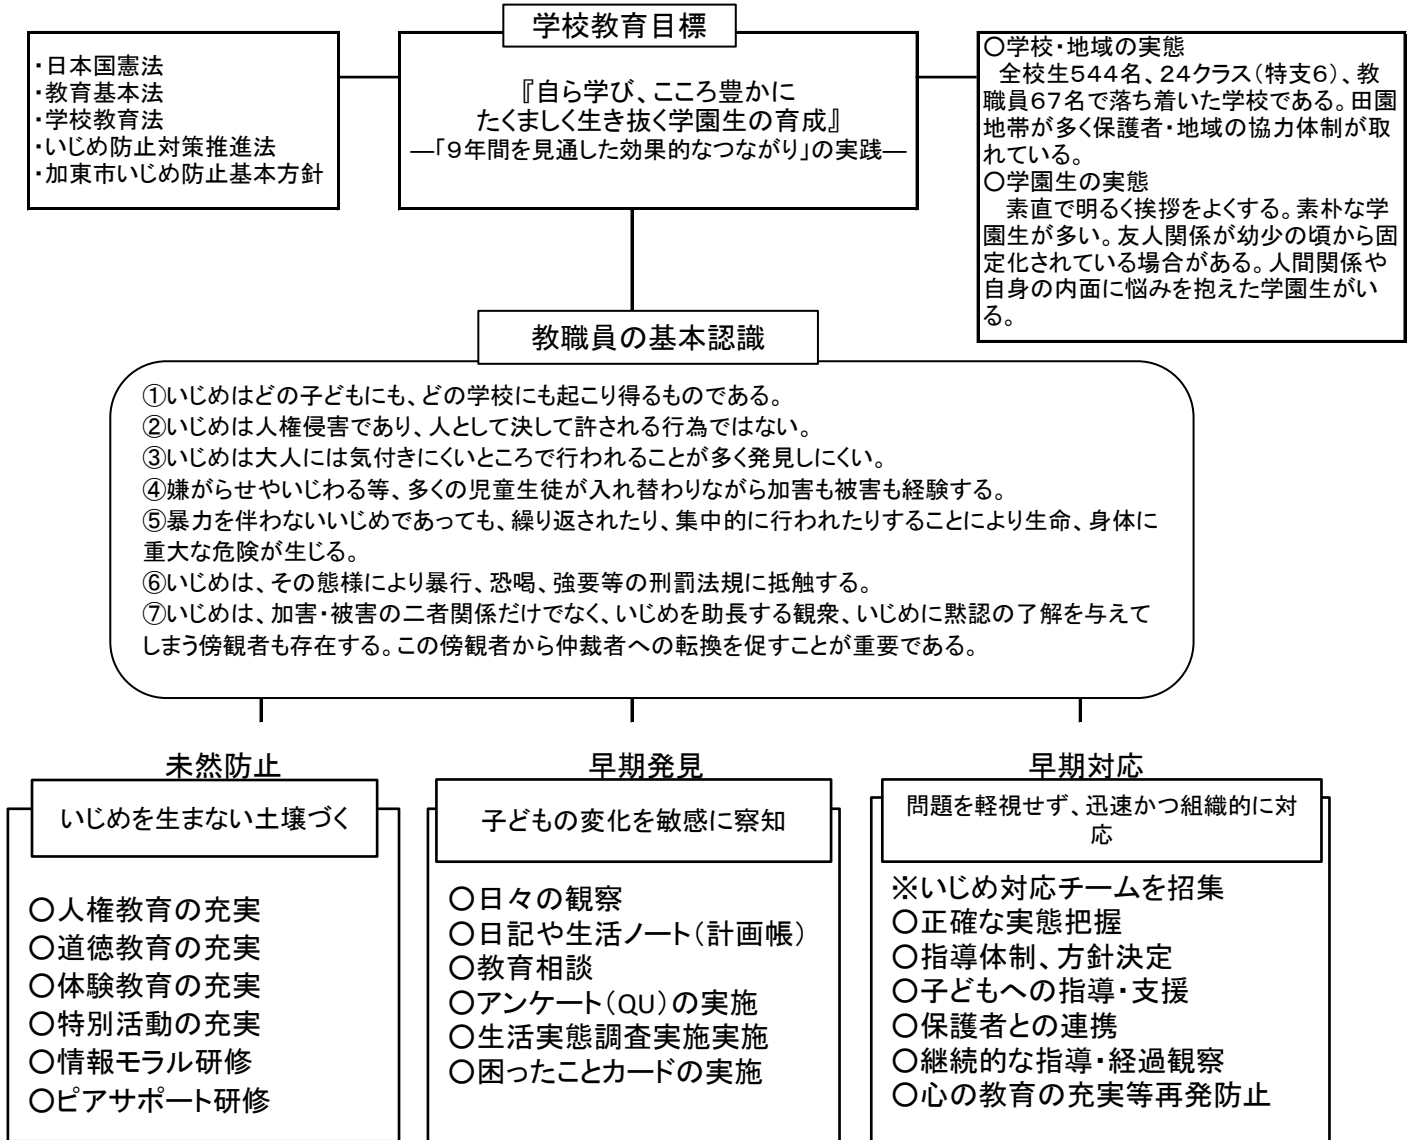 学校教育目標
・日本国憲法
・教育基本法
・学校教育法
・いじめ防止対策推進法
・加東市いじめ防止基本方針
『自ら学び、こころ豊かに
たくましく生き抜く学園生の育成』
―「9年間を見通した効果的なつながり」の実践―
〇学校・地域の実態
全校生544名、24クラス(特支6)、教
職員67名で落ち着いた学校である。田園
地帯が多く保護者・地域の協力体制が取
れている。
〇学園生の実態
素直で明るく挨拶をよくする。素朴な学
園生が多い。友人関係が幼少の頃から固
定化されている場合がある。人間関係や
自身の内面に悩みを抱えた学園生がい
る。
教職員の基本認識
①いじめはどの子どもにも、どの学校にも起こり得るものである。
②いじめは人権侵害であり、人として決して許される行為ではない。
③いじめは大人には気付きにくいところで行われることが多く発見しにくい。
④嫌がらせやいじわる等、多くの児童生徒が入れ替わりながら加害も被害も経験する。
⑤暴力を伴わないいじめであっても、繰り返されたり、集中的に行われたりすることにより生命、身体に
重大な危険が生じる。
⑥いじめは、その態様により暴行、恐喝、強要等の刑罰法規に抵触する。
⑦いじめは、加害・被害の二者関係だけでなく、いじめを助長する観衆、いじめに黙認の了解を与えて
しまう傍観者も存在する。この傍観者から仲裁者への転換を促すことが重要である。
未然防止
いじめを生まない土壌づく
〇人権教育の充実
〇道徳教育の充実
〇体験教育の充実
〇特別活動の充実
〇情報モラル研修
〇ピアサポート研修
早期発見
子どもの変化を敏感に察知
〇日々の観察
〇日記や生活ノート(計画帳)
〇教育相談
〇アンケート(QU)の実施
〇生活実態調査実施実施
〇困ったことカードの実施
早期対応
問題を軽視せず、迅速かつ組織的に対
応
※いじめ対応チームを招集
〇正確な実態把握
〇指導体制、方針決定
〇子どもへの指導・支援
〇保護者との連携
〇継続的な指導・経過観察
〇心の教育の充実等再発防止